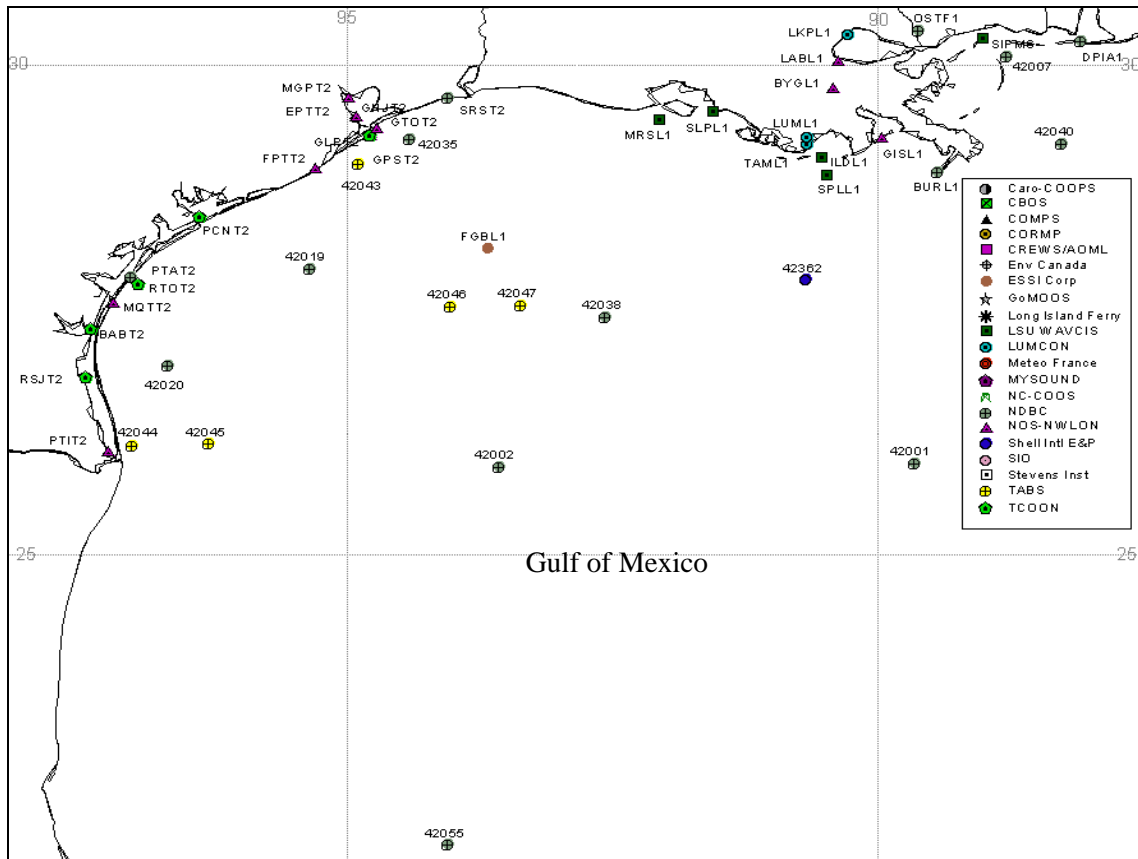 95
90
OSTF1
LKPL1
SIPM6
DPIA1
30
LABL1
42007
30
MGPT2
BYGL1
EPTT2
GNJT2
SRST2
GTOT2
MRSL1
SLPL1
LUML1
42040
42035
FPTT2
GPST2
TAML1
ILDL1
GISL1
42043
SPLL1
BURL1
PCNT2
FGBL1
42019
42362
PTAT2
RTOT2
MQTT2
42046
42047
42038
BABT2
RSJT2
42020
PTIT2
42044
42045
42002
42001
25
25
Gulf of Mexico
42055
Caro-COOPS
CBOS
COMPS
CORMP
CREWS/AOML
Env Canada
ESSI Corp
GoMOOS
Long Island Ferry
LSU WAVCIS
LUMCON
Meteo France
MYSOUND
NC-COOS
NDBC
NOS-NWLON
Shell Intl E&P
SIO
Stevens Inst
TABS
TCOON